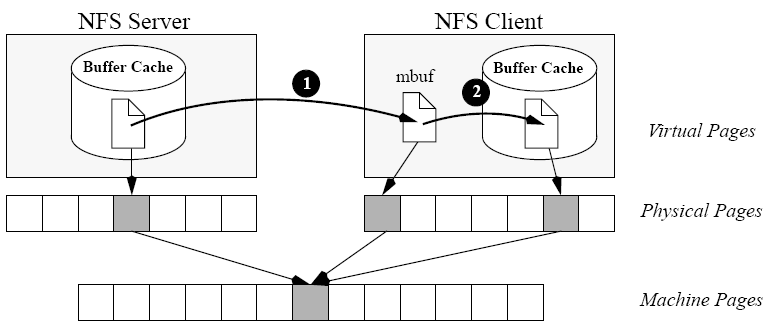 NFS Server
NFS Client
Buffer Cache
mbuf
Buffer Cache
1
2
Virtual Pages
Physical Pages
Machine Pages